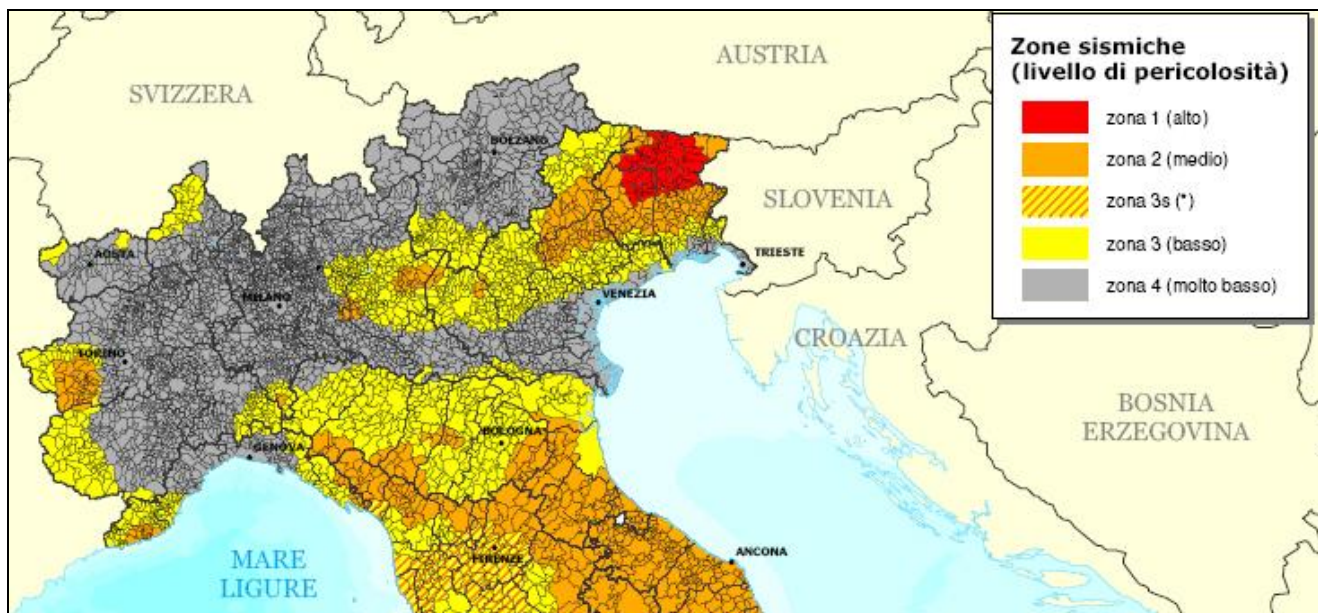 Zone sismiche
(livello di pericolosità)
zona 1 (alto)
zona 2 (medio)
zona 3s (*)
zona 3 (basso)
zona 4 (molto basso)
AUSTRIA
SVIZZERA
BOLZANO
SLOVENIA
AOSTA
TRIESTE
MILANO
VENEZIA
CROAZIA
TORINO
BOSNIA
ERZEGOVINA
BOLOGNA
GENOVA
FIRENZE
ANCONA
MARE
LIGURE